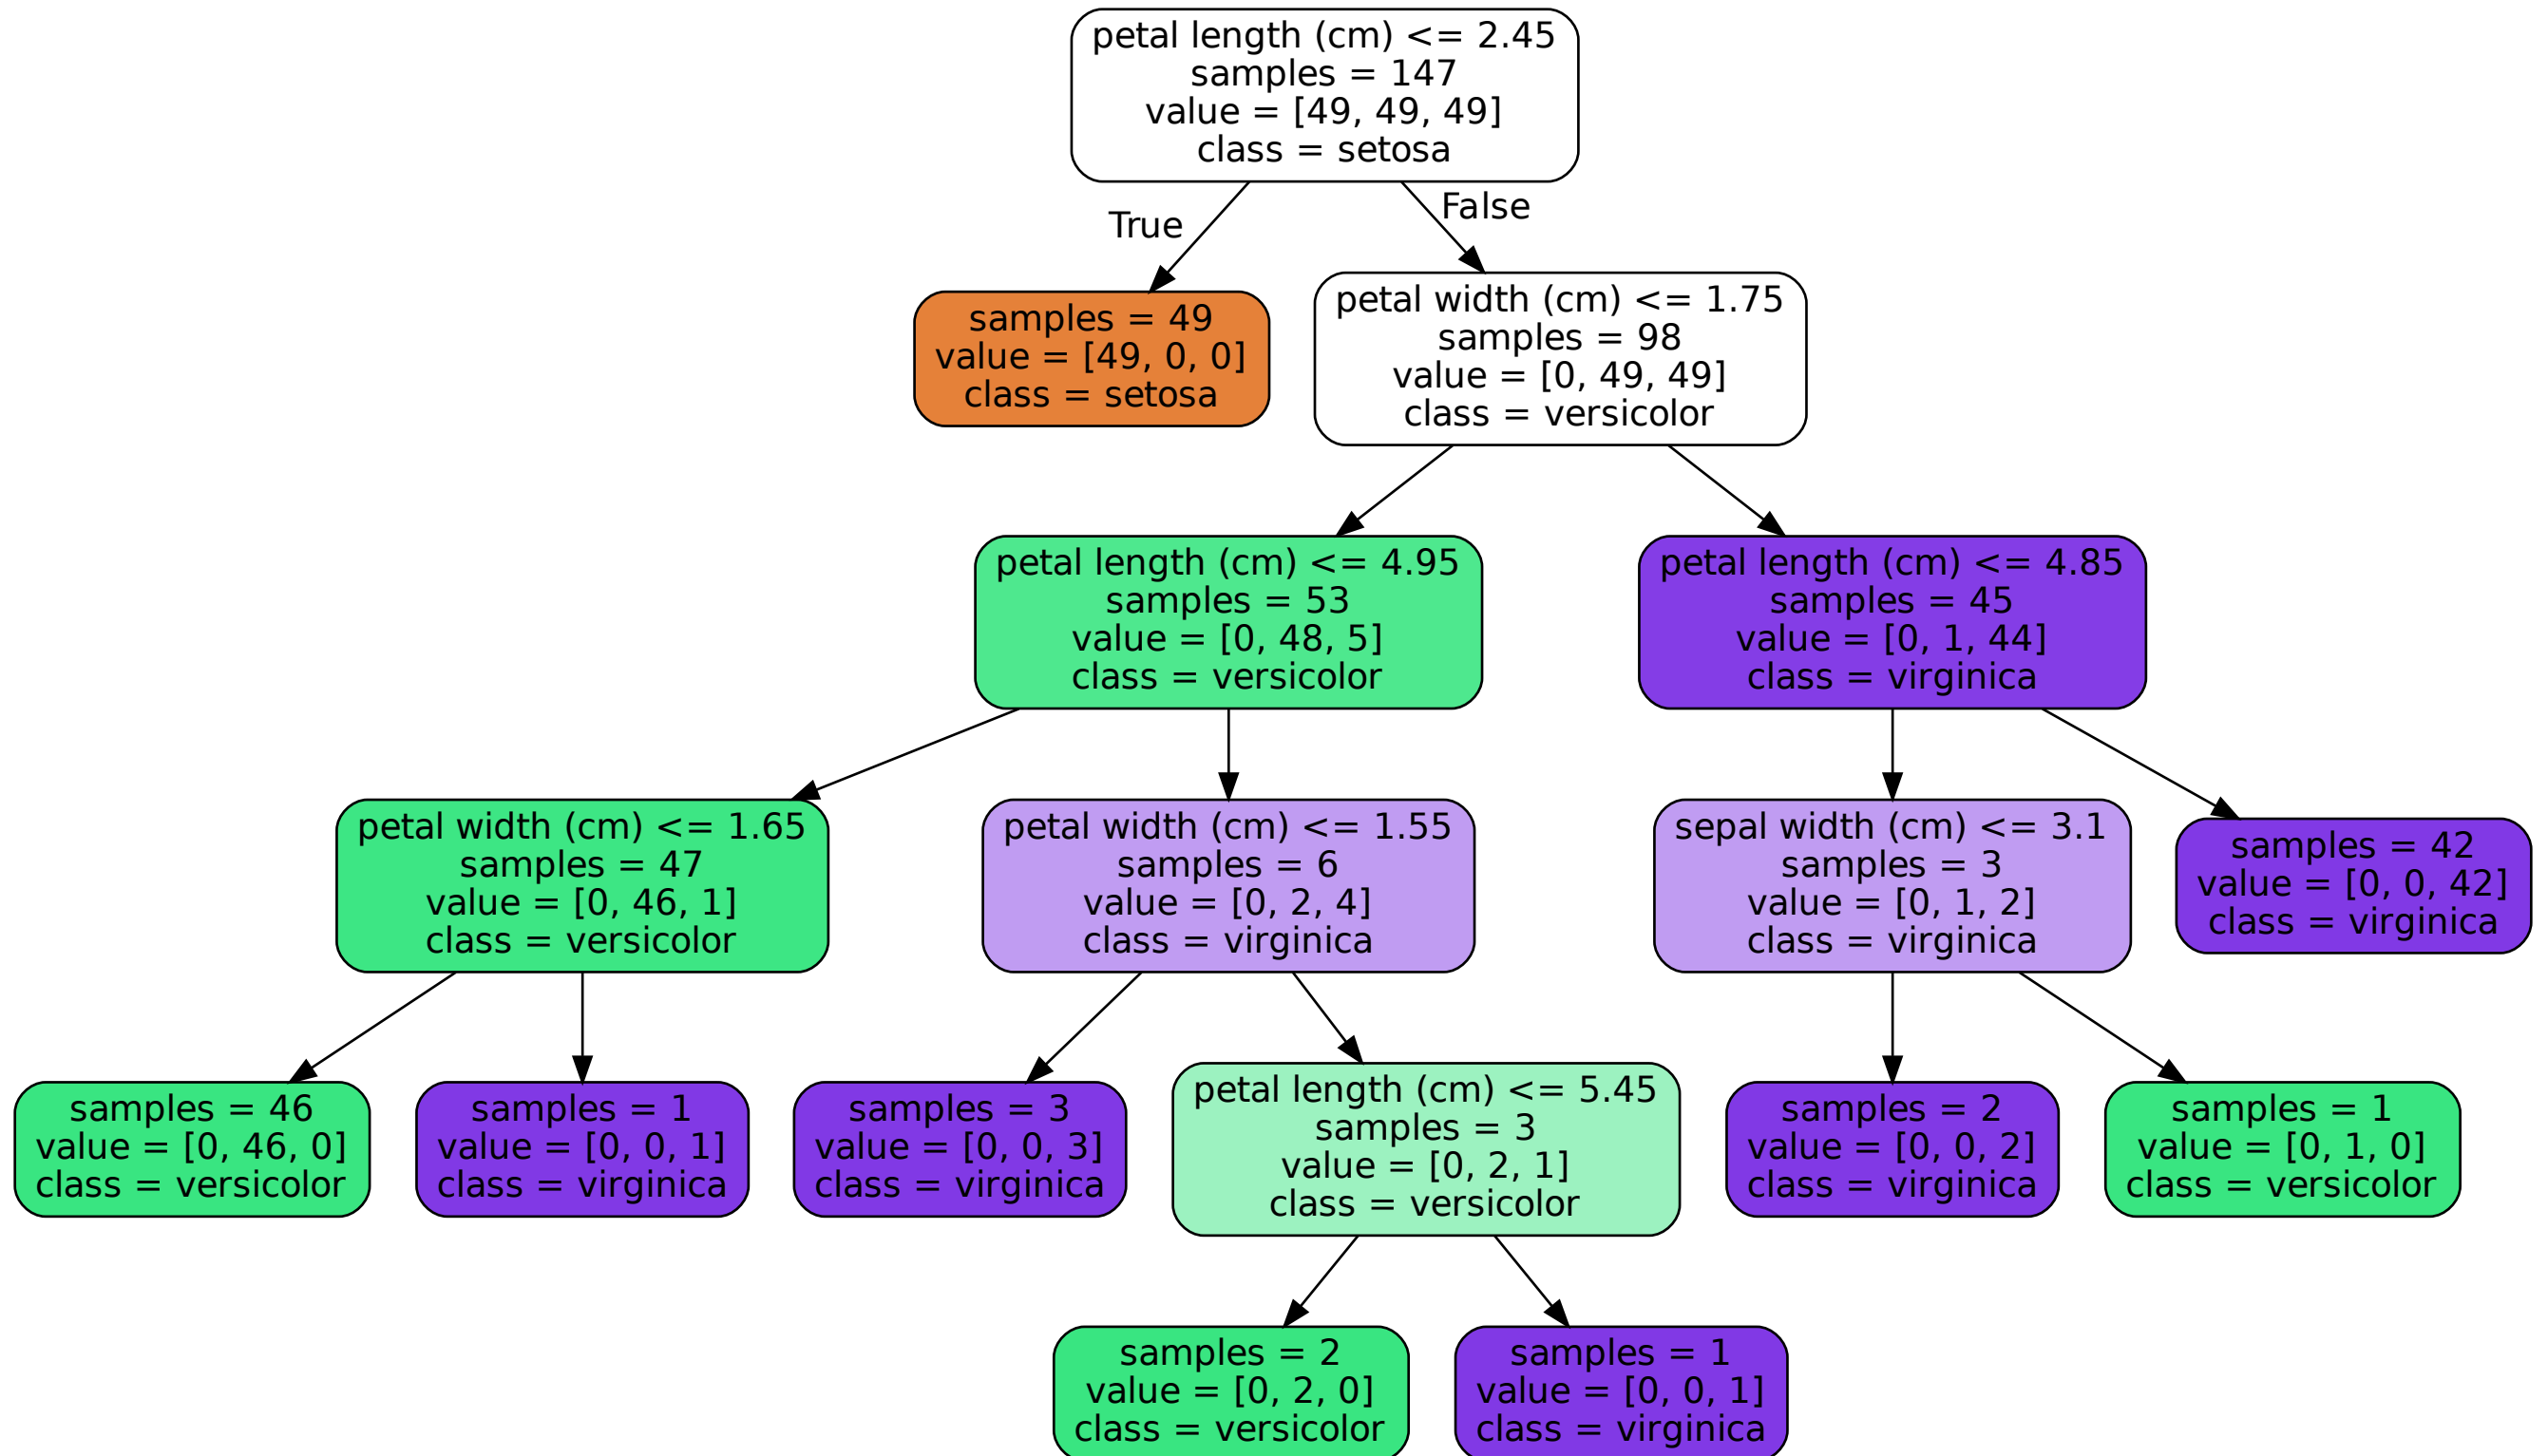 petal length (cm) <= 2.45
samples = 147
value = [49, 49, 49]
class = setosa
True
False
samples = 49
value = [49, 0, 0]
class = setosa
petal width (cm) <= 1.75
samples = 98
value = [0, 49, 49]
class = versicolor
petal length (cm) <= 4.95
samples = 53
value = [0, 48, 5]
class = versicolor
petal length (cm) <= 4.85
samples = 45
value = [0, 1, 44]
class = virginica
petal width (cm) <= 1.65
samples = 47
value = [0, 46, 1]
class = versicolor
petal width (cm) <= 1.55
samples = 6
value = [0, 2, 4]
class = virginica
sepal width (cm) <= 3.1
samples = 3
value = [0, 1, 2]
class = virginica
samples = 42
value = [0, 0, 42]
class = virginica
samples = 46
value = [0, 46, 0]
class = versicolor
samples = 1
value = [0, 0, 1]
class = virginica
samples = 3
value = [0, 0, 3]
class = virginica
petal length (cm) <= 5.45
samples = 3
value = [0, 2, 1]
class = versicolor
samples = 2
value = [0, 0, 2]
class = virginica
samples = 1
value = [0, 1, 0]
class = versicolor
samples = 2
value = [0, 2, 0]
class = versicolor
samples = 1
value = [0, 0, 1]
class = virginica